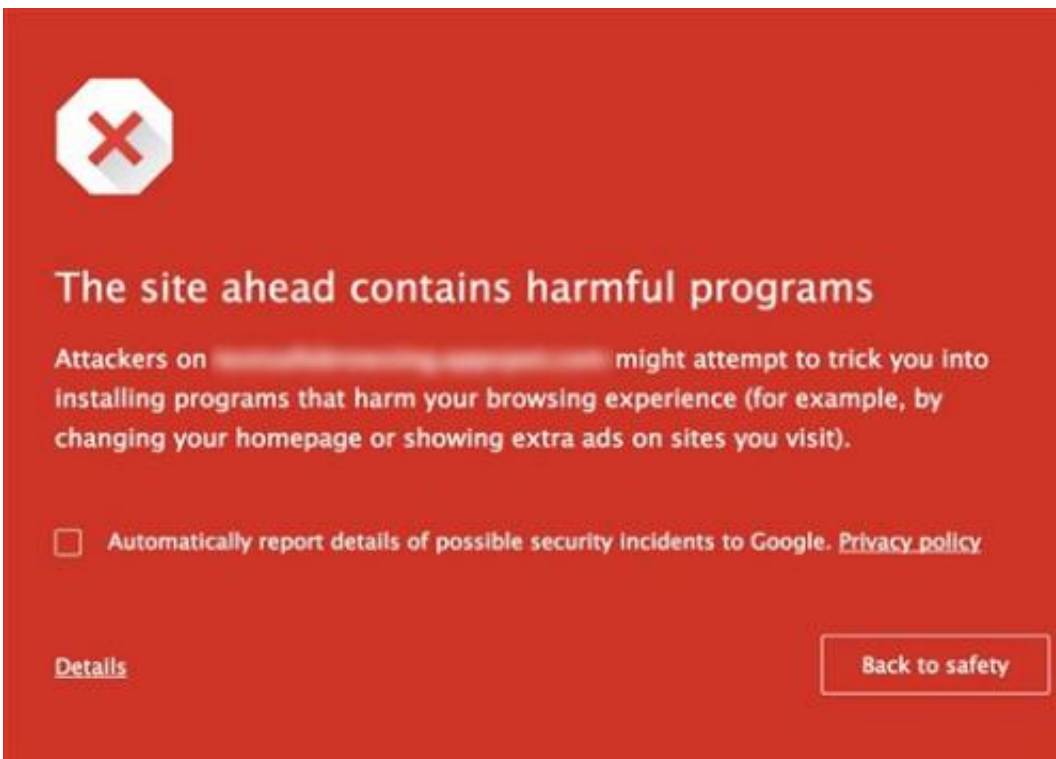 The site ahead contains harmful programs
Attackers on might attempt to trick you into
installing programs that harm your browsing experience (for example, by
changing your homepage or showing extra ads on sites you visit).
Automatically report details of possible security incidents to Google. Privacy policy
Details
Back to safety